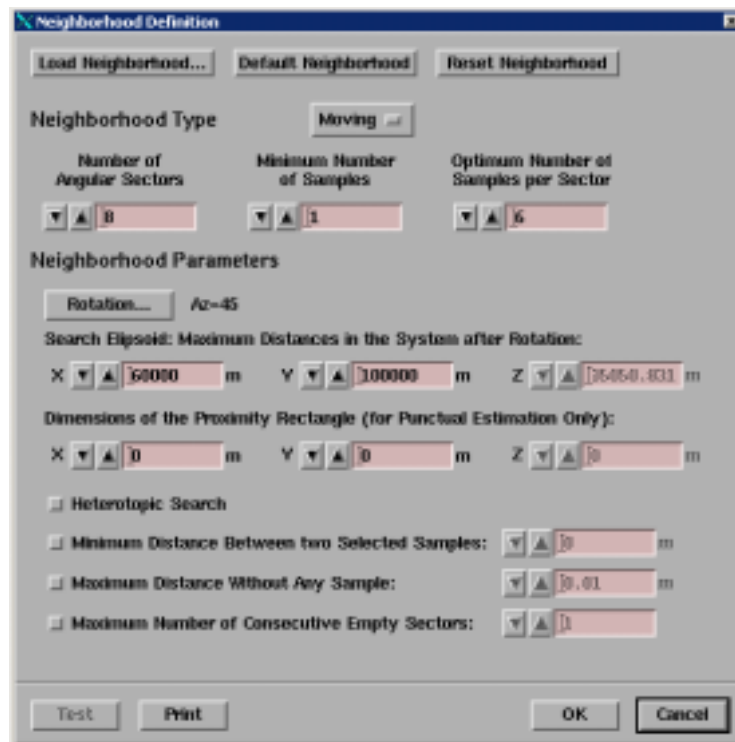 Neighborhood Definition
Load Neighborhood... Default Neighborhood Reset Neighborhood
Neighborhood Type Moving
Number of Angular Sectors Minimum Number of Samples Optimum Number of Samples per Sector
8 1 6
Neighborhood Parameters
Rotation... Az=45
Search Elipsoid: Maximum Distances in the System after Rotation:
X 60000 m Y 100000 m Z m
Dimensions of the Proximity Rectangle (for Punctual Estimation Only):
X 0 m Y 0 m Z 0 m
Heterotopic Search
Minimum Distance Between two Selected Samples: 0 m
Maximum Distance Without Any Sample: 0.01 m
Maximum Number of Consecutive Empty Sectors: 1
Test Print OK Cancel